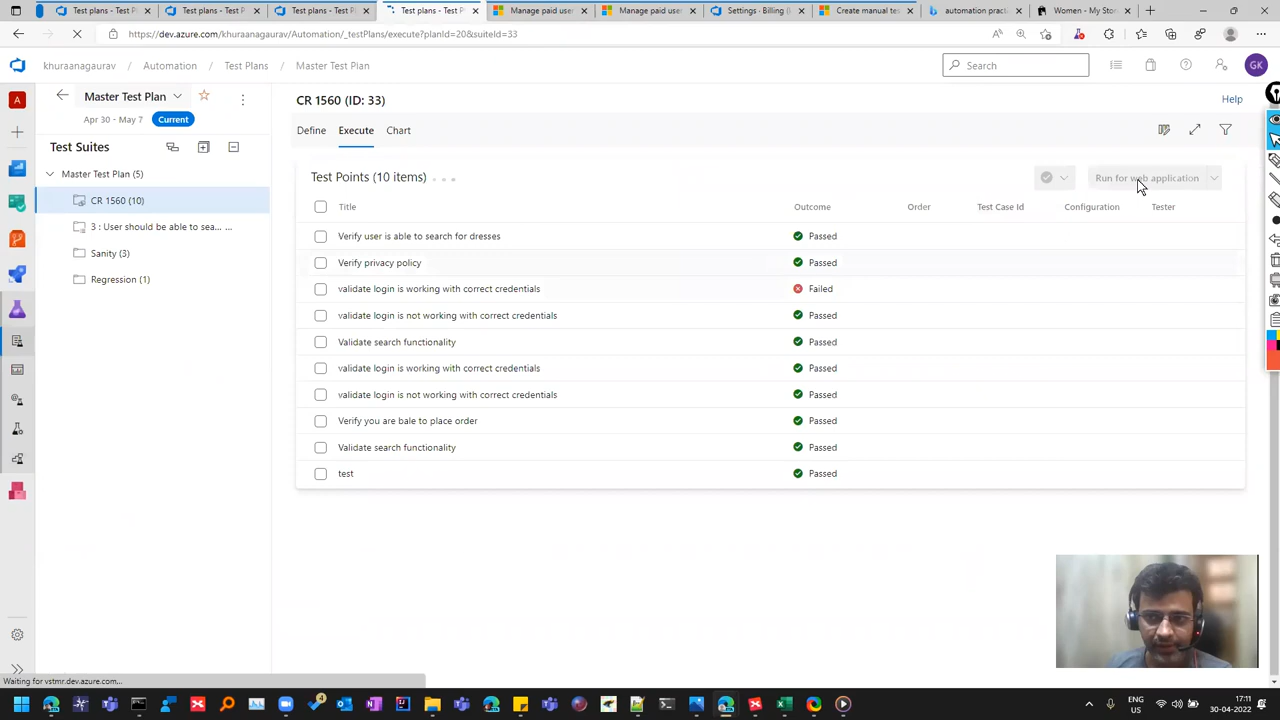 Test plans - Test P
Test plans - Test Pl
Test plans - Test P
Test plans - Test P
Manage paid use
Manage paid use
Settings - Billing (
Create manual tes
automation pract
Women - My Sto
https://dev.azure.com/khuraanagaurav/Automation/_testPlans/execute?planId=20&suiteId=33
khuraanagaurav / Automation / Test Plans / Master Test Plan
Search
GK
A
Master Test Plan
Apr 30 - May 7 Current
CR 1560 (ID: 33)
Help
Define Execute Chart
Test Suites
Master Test Plan (5)
CR 1560 (10)
3 : User should be able to sea... ...
Sanity (3)
Regression (1)
Test Points (10 items)
Run for web application
Title Outcome Order Test Case Id Configuration Tester
Verify user is able to search for dresses Passed
Verify privacy policy Passed
validate login is working with correct credentials Failed
validate login is not working with correct credentials Passed
Validate search functionality Passed
validate login is working with correct credentials Passed
validate login is not working with correct credentials Passed
Verify you are bale to place order Passed
Validate search functionality Passed
test Passed
Waiting for vstmr.dev.azure.com...
ENG
US
17:11
30-04-2022